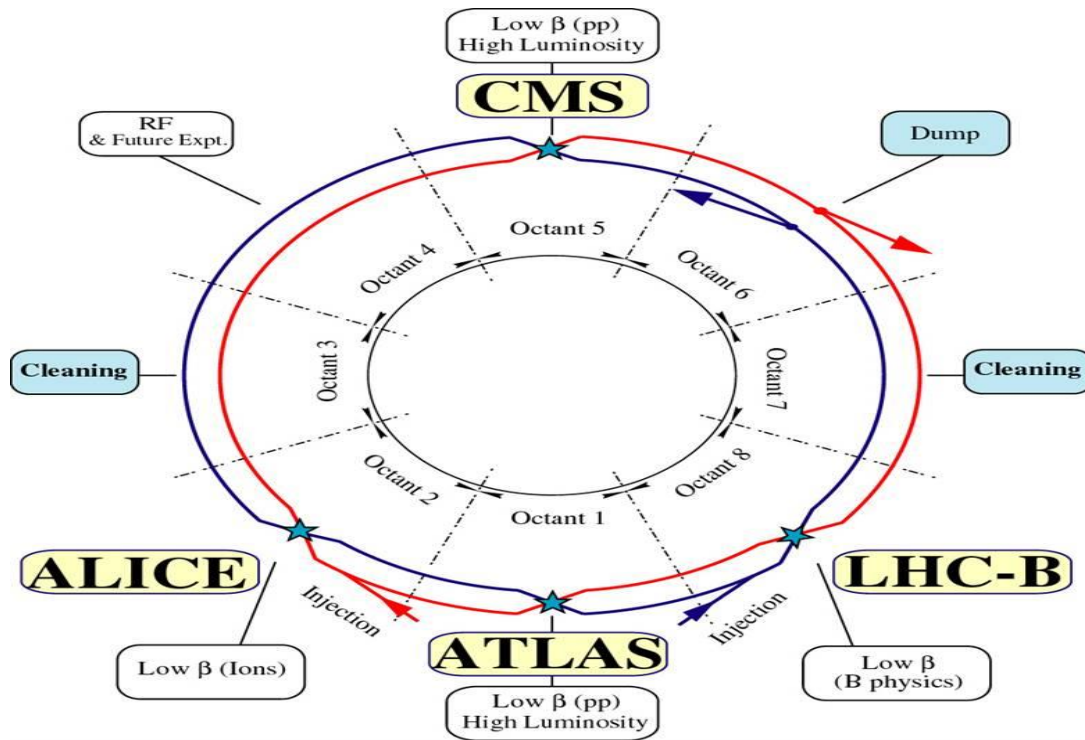 Low β (pp)
High Luminosity
CMS
RF
& Future Expt.
Dump
Octant 5
Octant 4
Octant 6
Cleaning
Octant 3
Octant 7
Cleaning
Octant 2
Octant 8
Octant 1
ALICE
LHC-B
Injection
Injection
ATLAS
Low β (Ions)
Low β
(B physics)
Low β (pp)
High Luminosity